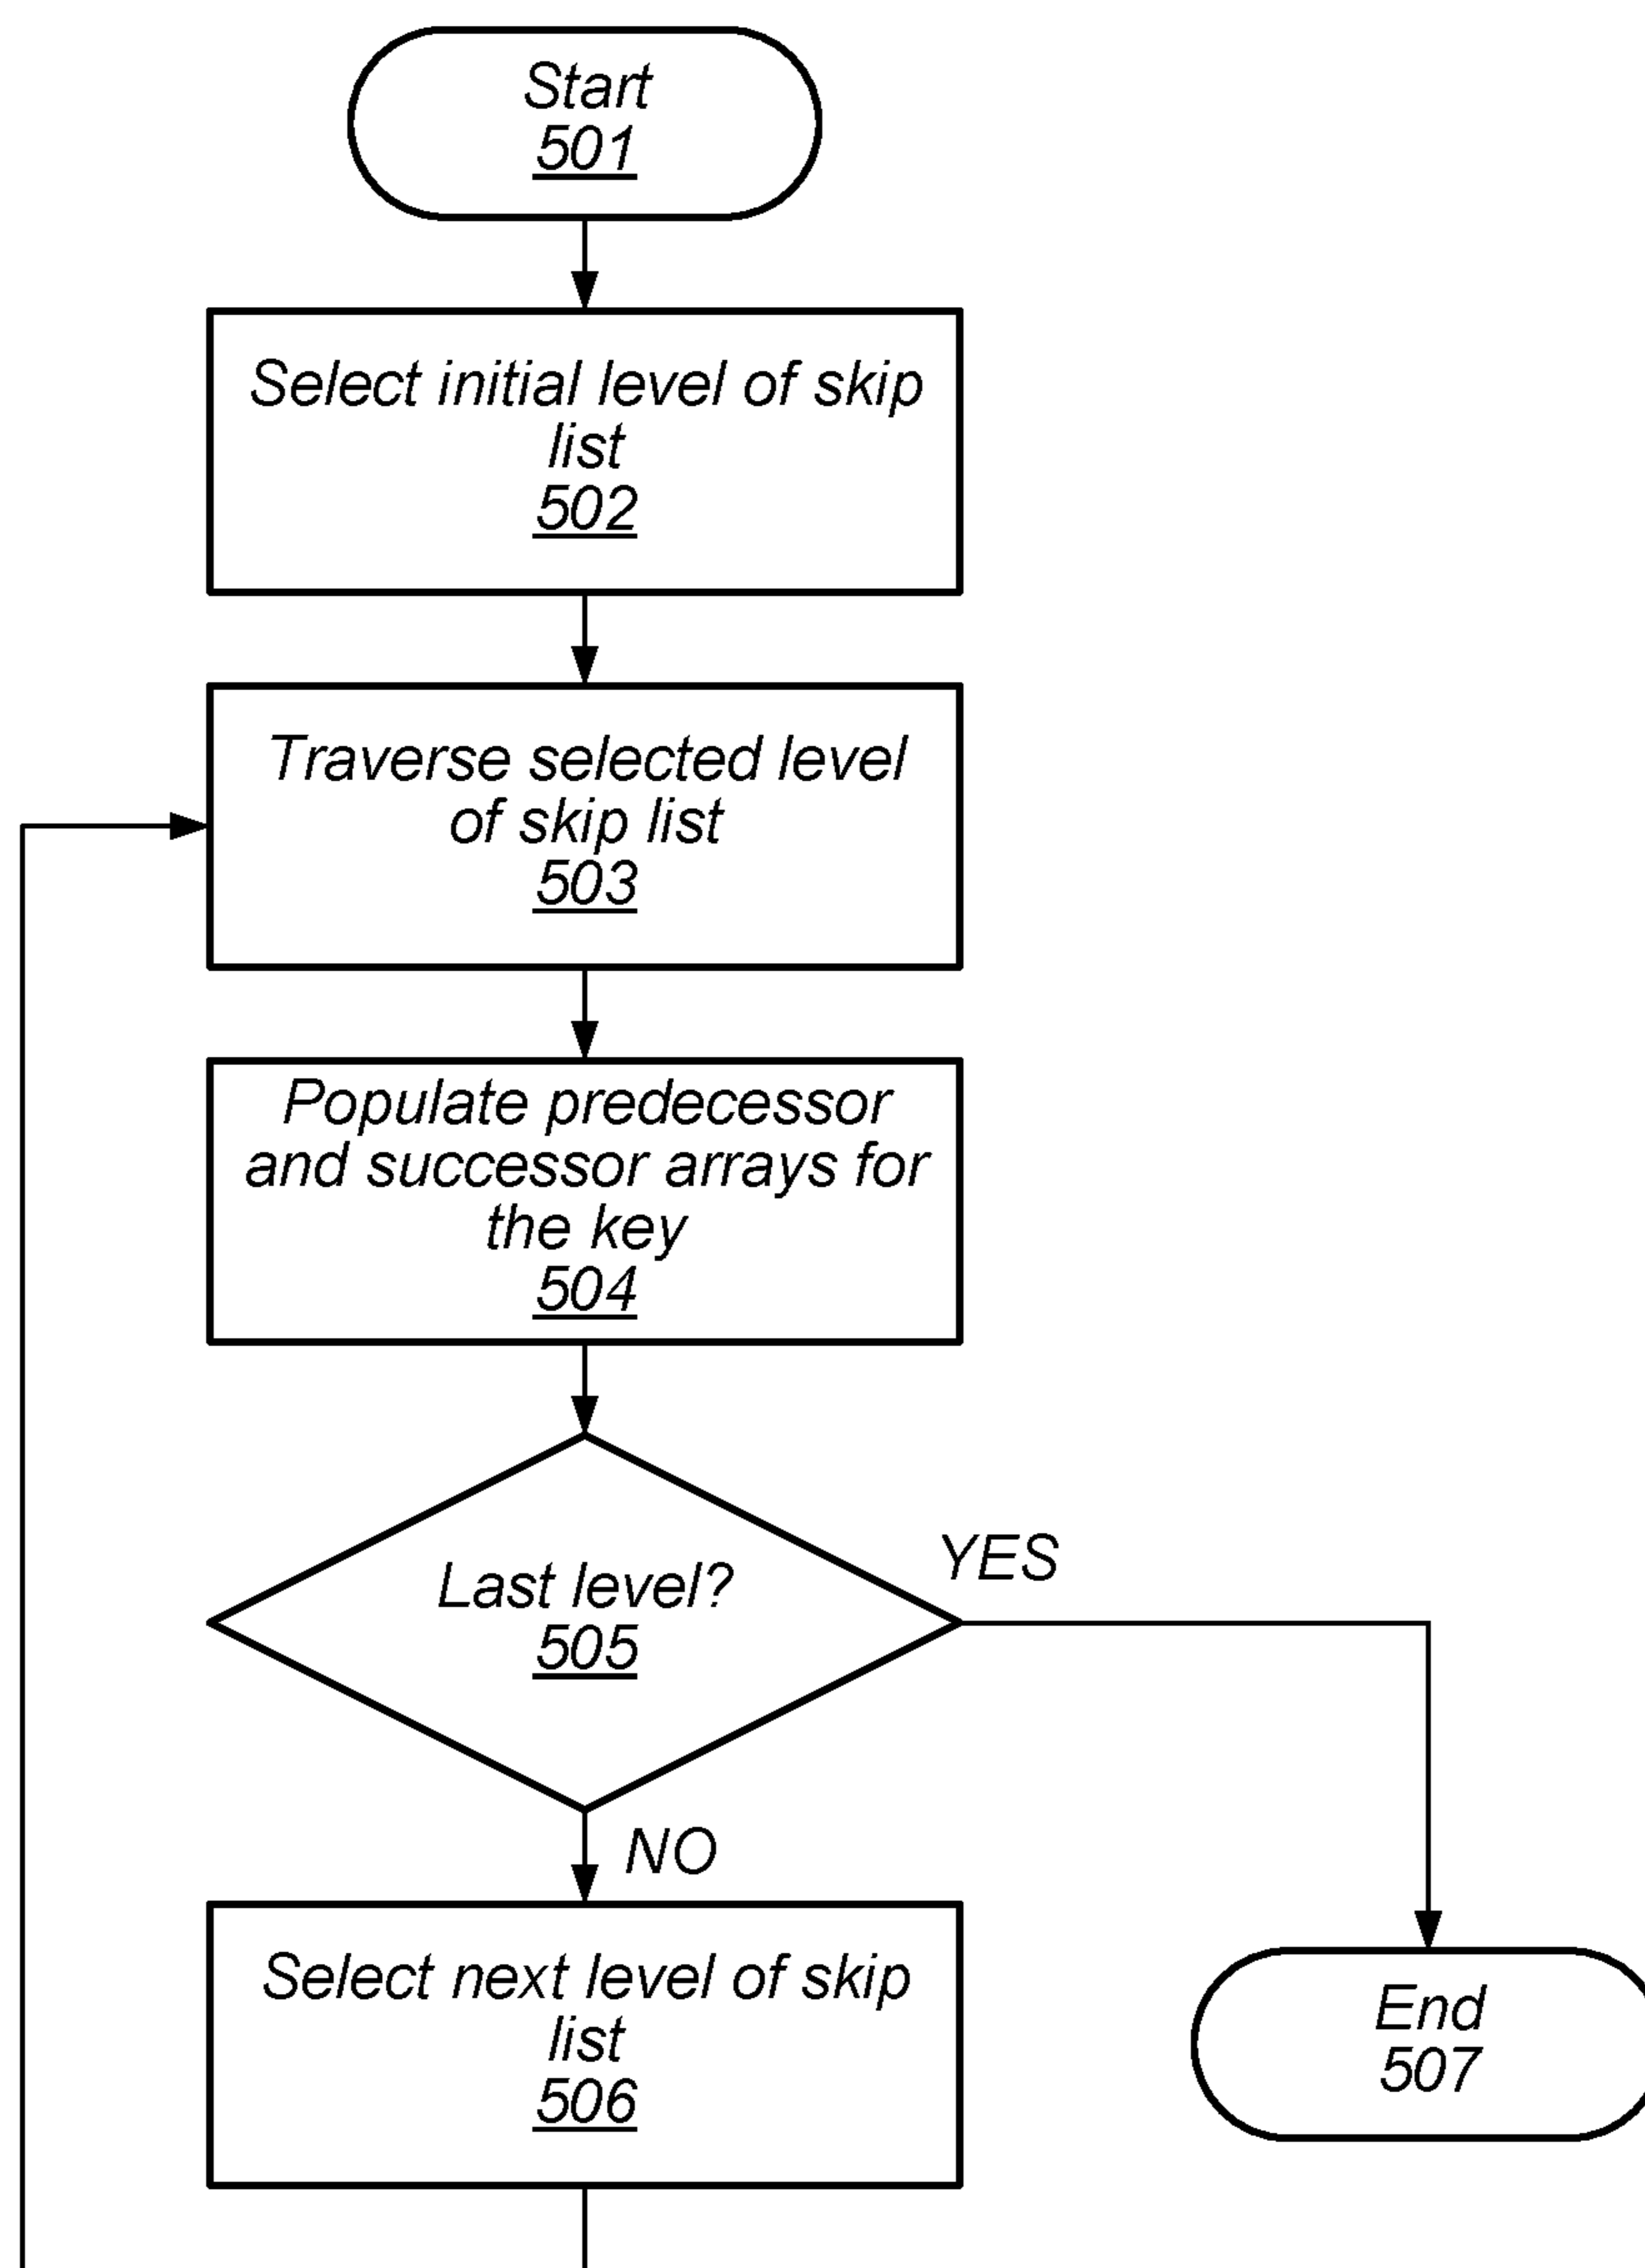 Start
501
Select initial level of skip
list
502
Traverse selected level
of skip list
503
Populate predecessor
and successor arrays for
the key
504
Last level?
505
YES
NO
Select next level of skip
list
506
End
507